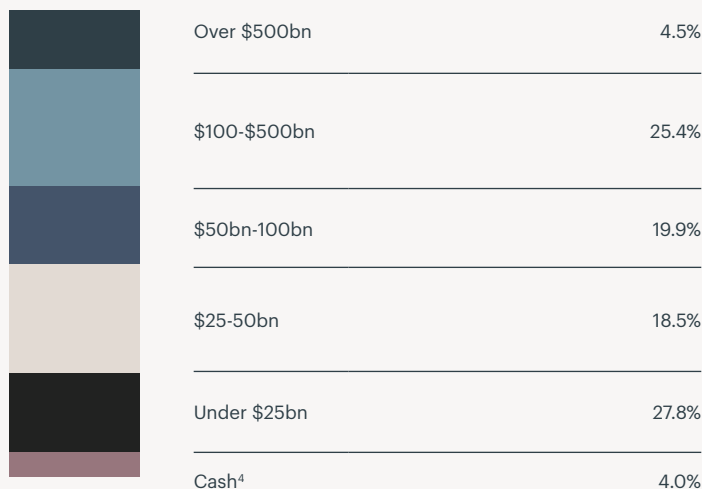 Over $500bn 4.5%
$100-$500bn 25.4%
$50bn-100bn 19.9%
$25-50bn 18.5%
Under $25bn 27.8%
Cash⁴ 4.0%